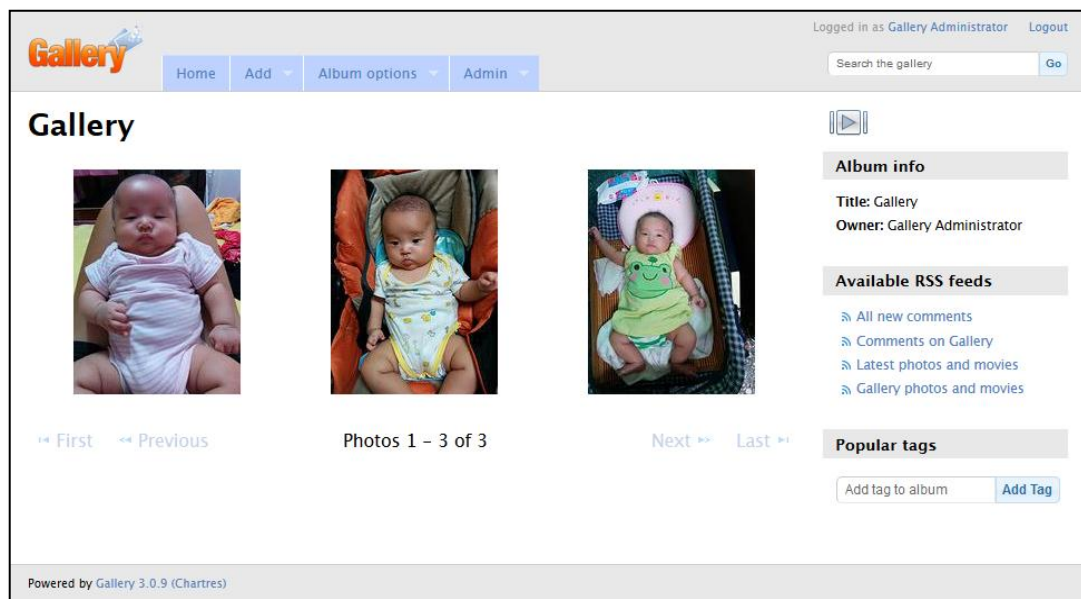 Logged in as Gallery Administrator Logout
Gallery
Home Add Album options Admin
Search the gallery Go
Gallery
Album info
Title: Gallery
Owner: Gallery Administrator
Available RSS feeds
All new comments
Comments on Gallery
Latest photos and movies
Gallery photos and movies
First Previous Photos 1 – 3 of 3 Next Last
Popular tags
Add tag to album Add Tag
Powered by Gallery 3.0.9 (Chartres)